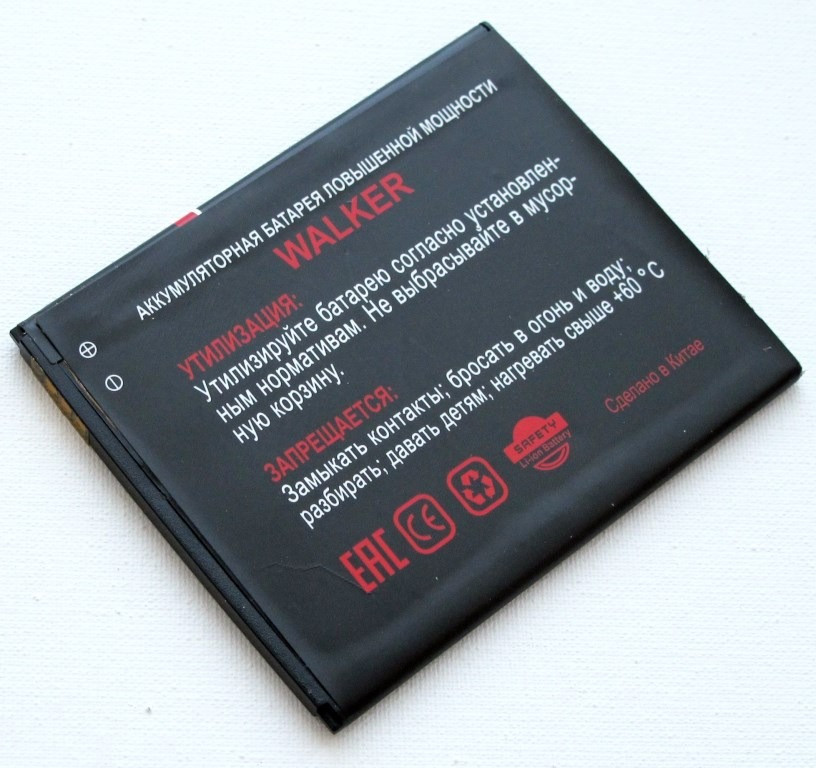 АККУМУЛЯТОРНАЯ БАТАРЕЯ ПОВЫШЕННОЙ МОЩНОСТИ
WALKER
УТИЛИЗАЦИЯ:
Утилизируйте батарею согласно установлен-
ным нормативам. Не выбрасывайте в мусор-
ную корзину.
ЗАПРЕЩАЕТСЯ:
Замыкать контакты; бросать в огонь и воду;
разбирать; давать детям; нагревать свыше +60°C
EAC CE
SAFETY
Li-ion Battery
Сделано в Китае